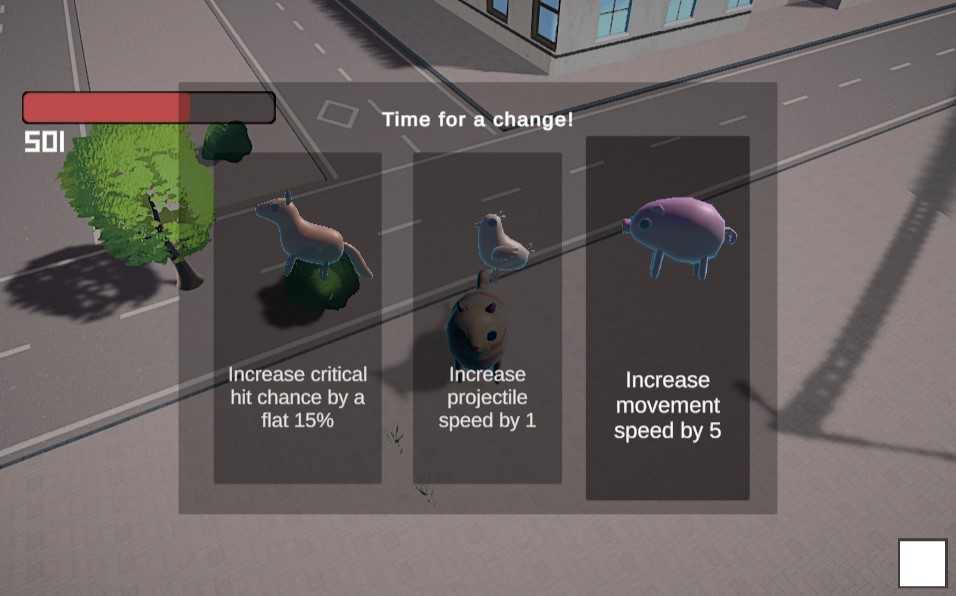 Time for a change!
501
Increase critical
hit chance by a
flat 15%
Increase
projectile
speed by 1
Increase
movement
speed by 5